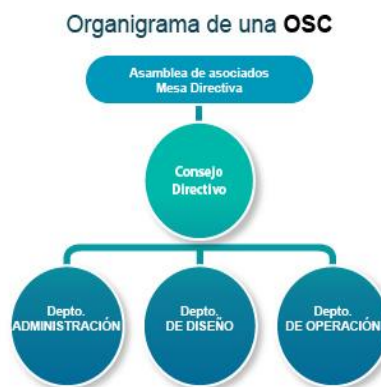 Organigrama de una OSC
Asamblea de asociados
Mesa Directiva
Consejo
Directivo
Depto.
ADMINISTRACIÓN
Depto.
DE DISEÑO
Depto.
DE OPERACIÓN